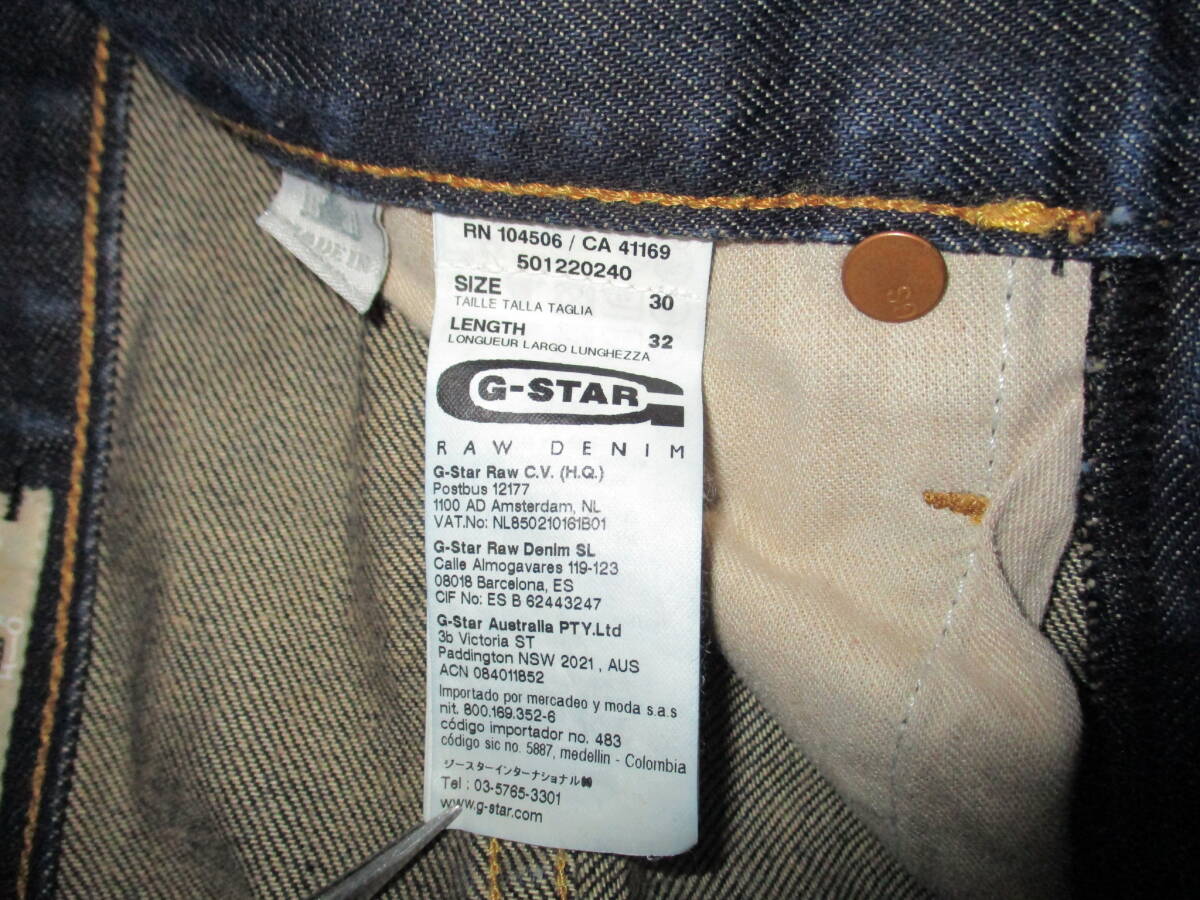 RN 104506 / CA 41169
501220240
SIZE 30
TAILLE TALLA TAGLIA
LENGTH 32
LONGUEUR LARGO LUNGHEZZA
G-STAR
RAW DENIM
G-Star Raw C.V. (H.Q.)
Postbus 12177
1100 AD Amsterdam, NL
VAT.No: NL850210161B01
G-Star Raw Denim SL
Calle Almogavares 119-123
08018 Barcelona, ES
CIF No: ES B 62443247
G-Star Australia PTY.Ltd
3b Victoria ST
Paddington NSW 2021 , AUS
ACN 084011852
Importado por mercadeo y moda s.a.s
nit. 800.169.352-6
código importador no. 483
código sic no. 5887, medellin - Colombia
ジースターインターナショナル㈱
Tel : 03-5765-3301
www.g-star.com
MADE IN
GS